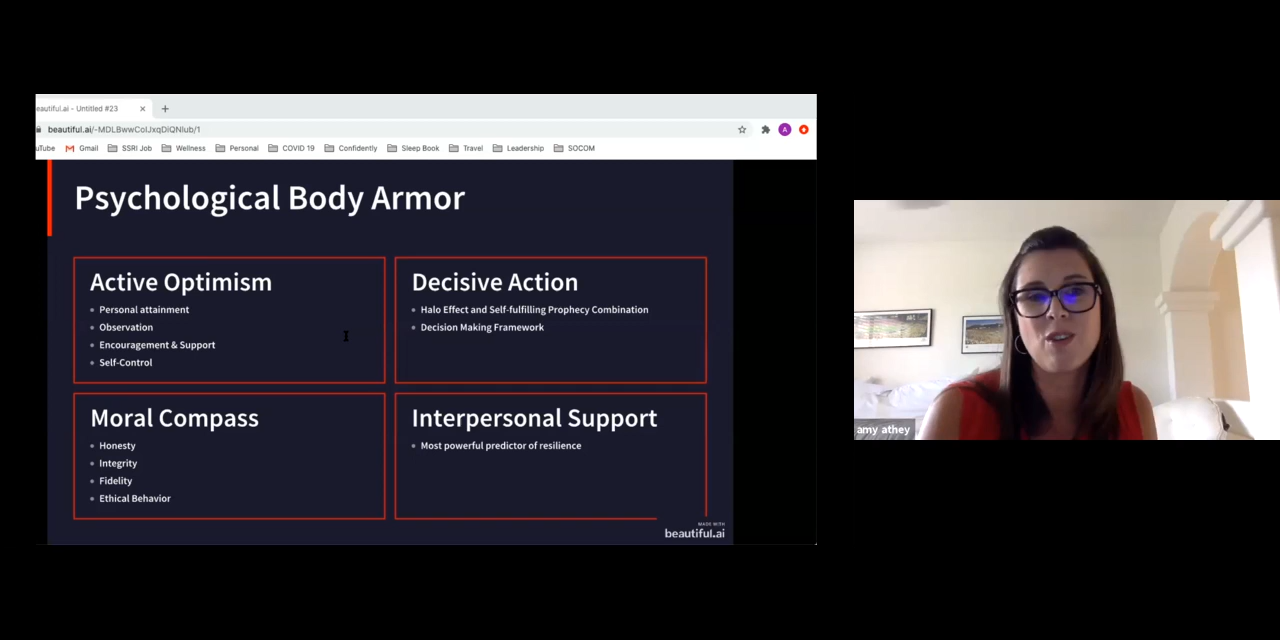 eautiful.ai - Untitled #23
beautiful.ai/-MDLBwwColJxqDiQNlub/1
uTube Gmail SSRI Job Wellness Personal COVID 19 Confidently Sleep Book Travel Leadership SOCOM
A
Psychological Body Armor
Active Optimism
Personal attainment
Observation
Encouragement & Support
Self-Control
Decisive Action
Halo Effect and Self-fulfilling Prophecy Combination
Decision Making Framework
Moral Compass
Honesty
Integrity
Fidelity
Ethical Behavior
Interpersonal Support
Most powerful predictor of resilience
MADE WITH
beautiful.ai
amy athey